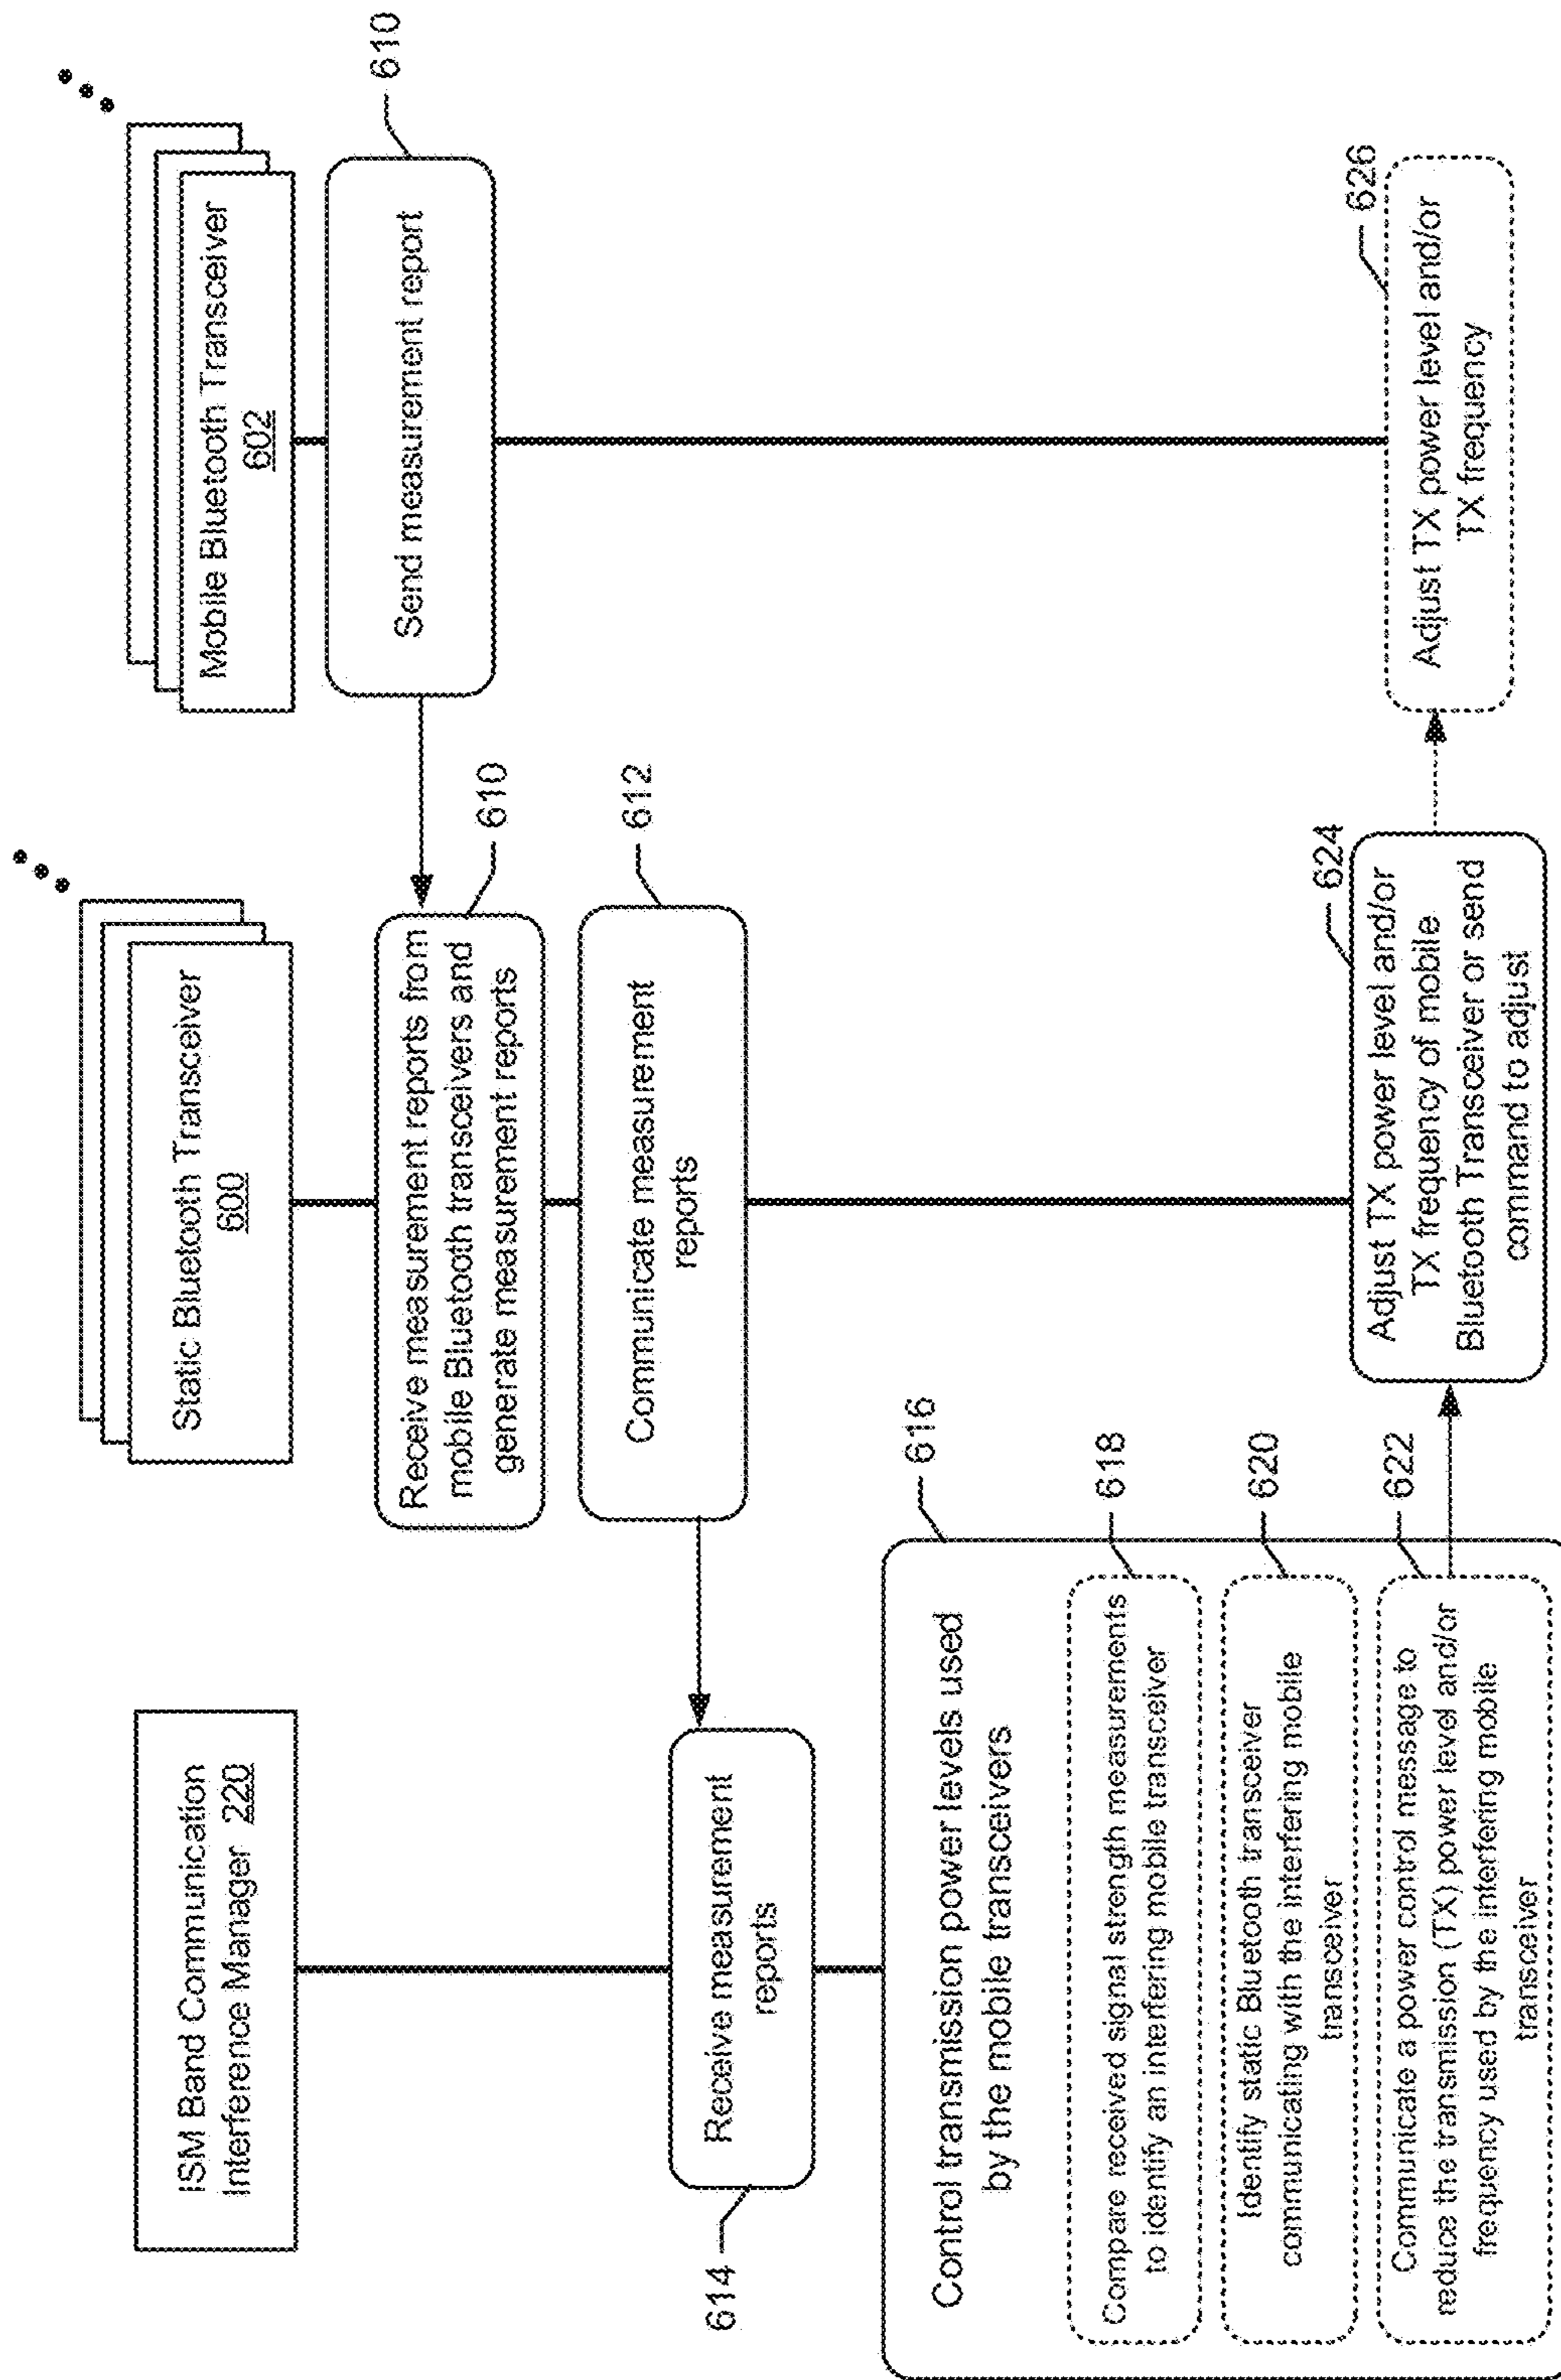 ISM Band Communication
Interference Manager 220
Static Bluetooth Transceiver
600
Mobile Bluetooth Transceiver
602
Send measurement report
610
Receive measurement reports from
mobile Bluetooth transceivers and
generate measurement reports
610
Communicate measurement
reports
612
Receive measurement
reports
614
Control transmission power levels used
by the mobile transceivers
616
Compare received signal strength measurements
to identify an interfering mobile transceiver
618
Identify static Bluetooth transceiver
communicating with the interfering mobile
transceiver
620
Communicate a power control message to
reduce the transmission (TX) power level and/or
frequency used by the interfering mobile
transceiver
622
Adjust TX power level and/or
TX frequency of mobile
Bluetooth Transceiver or send
command to adjust
624
Adjust TX power level and/or
TX frequency
626